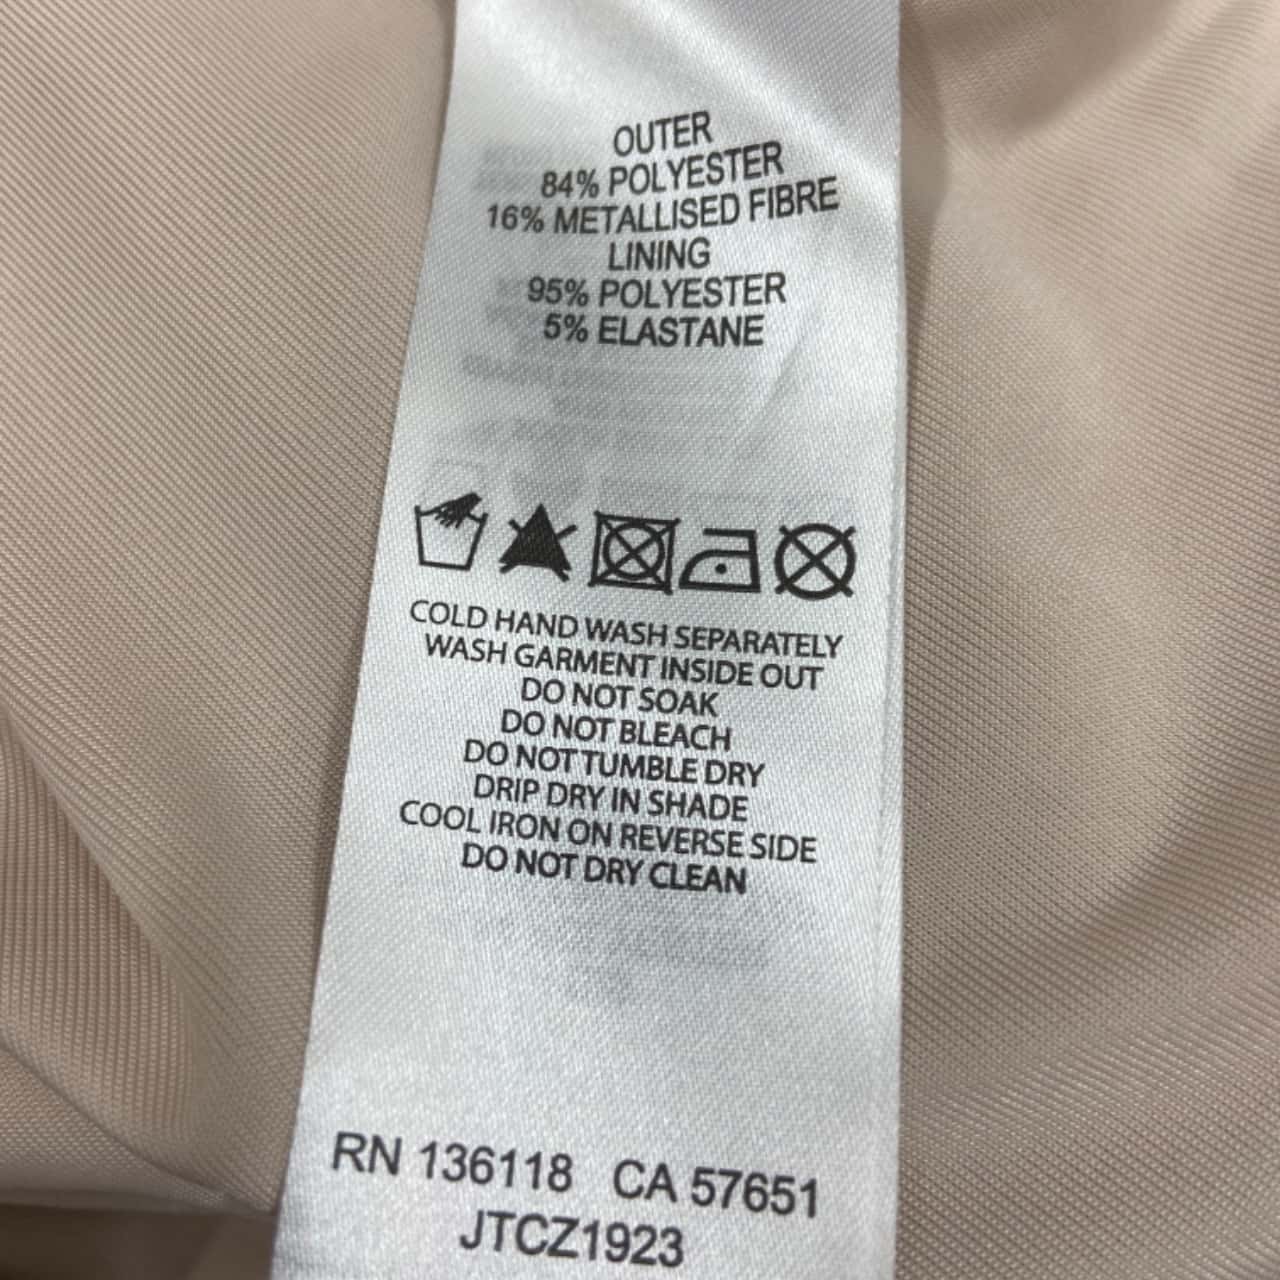 OUTER
84% POLYESTER
16% METALLISED FIBRE
LINING
95% POLYESTER
5% ELASTANE
COLD HAND WASH SEPARATELY
WASH GARMENT INSIDE OUT
DO NOT SOAK
DO NOT BLEACH
DO NOT TUMBLE DRY
DRIP DRY IN SHADE
COOL IRON ON REVERSE SIDE
DO NOT DRY CLEAN
RN 136118 CA 57651
JTCZ1923